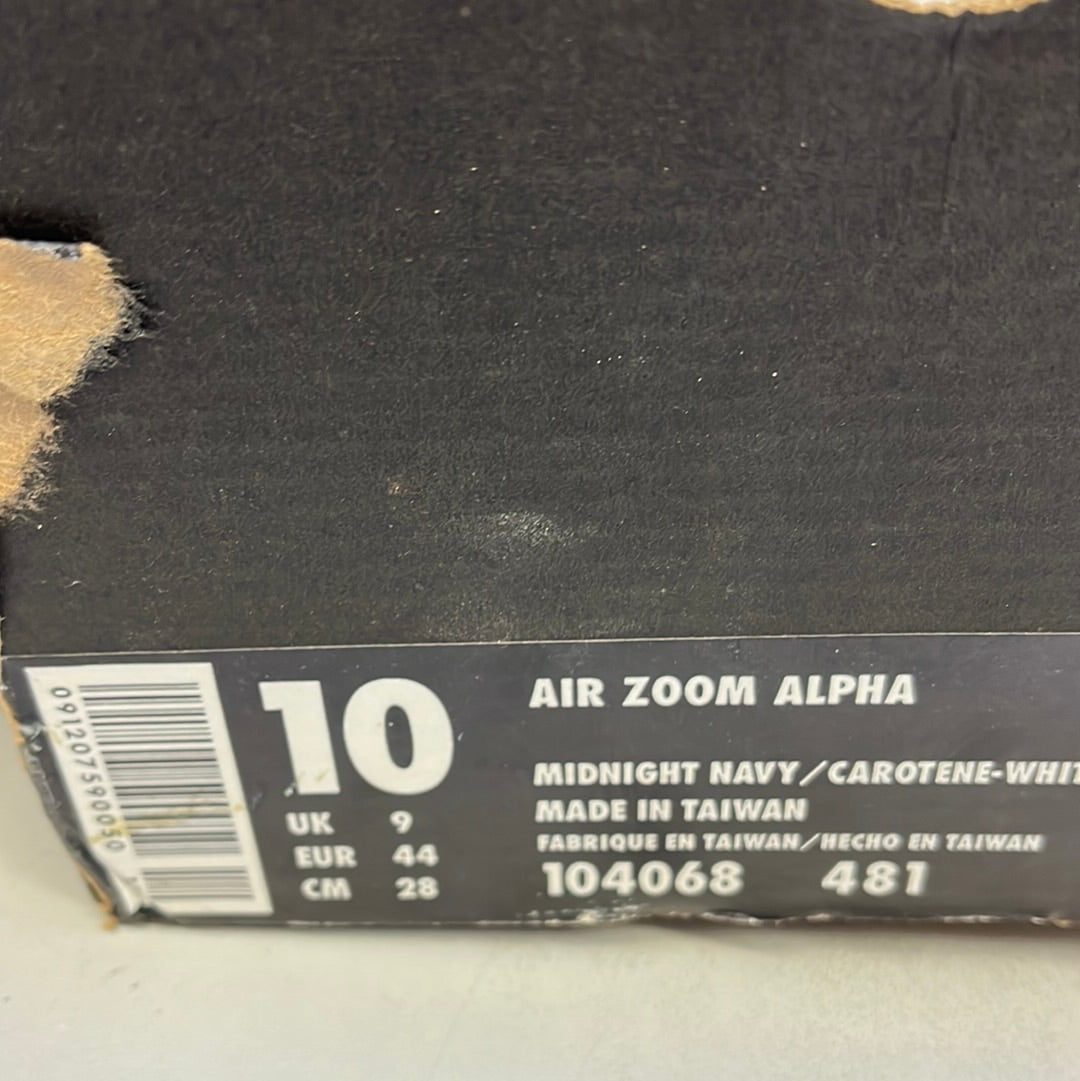 091207590050
10
UK 9
EUR 44
CM 28
AIR ZOOM ALPHA
MIDNIGHT NAVY/CAROTENE-WHIT
MADE IN TAIWAN
FABRIQUE EN TAIWAN/HECHO EN TAIWAN
104068 481